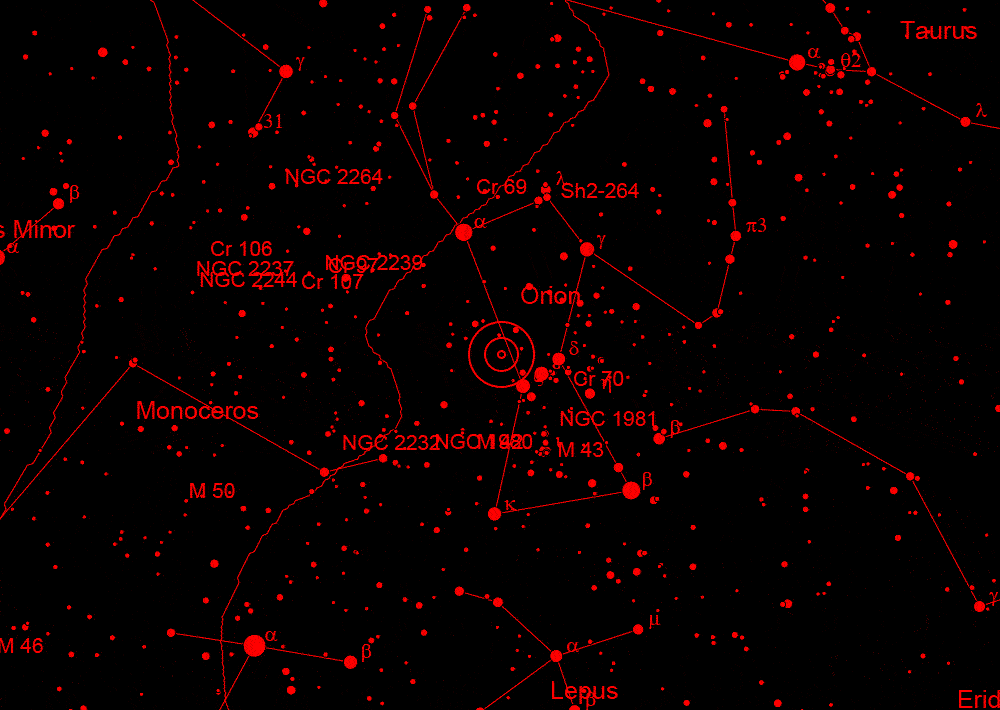 Taurus
α
θ2
γ
λ
31
NGC 2264
λ
Cr 69
Sh2-264
β
α
π3
s Minor
α
γ
Cr 106
NGC 2239
NGC 2237
NGC 2244
Cr 107
Orion
δ
ε
Cr 70
η
Monoceros
NGC 1981
β
NGC 2232
M 43
β
M 50
κ
γ
μ
α
α
M 46
β
Lepus
β
Erid